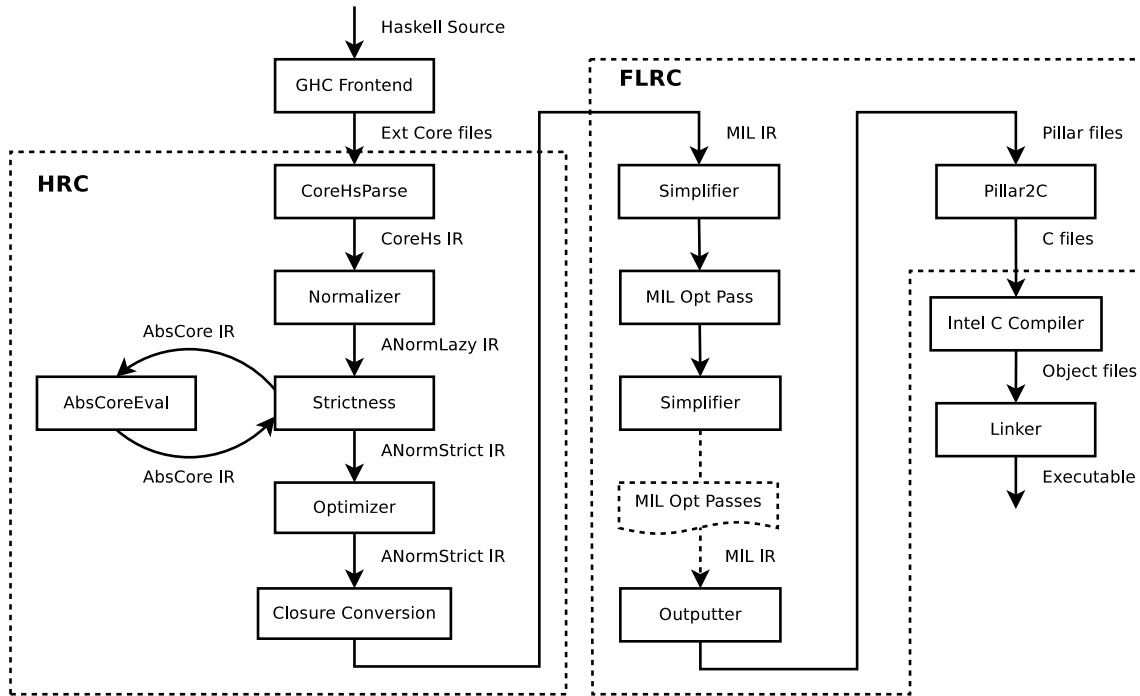 Haskell Source
GHC Frontend
Ext Core files
HRC
CoreHsParse
CoreHs IR
Normalizer
ANormLazy IR
AbsCore IR
AbsCoreEval
Strictness
AbsCore IR
ANormStrict IR
Optimizer
ANormStrict IR
Closure Conversion
FLRC
MIL IR
Simplifier
MIL Opt Pass
Simplifier
MIL Opt Passes
MIL IR
Outputter
Pillar files
Pillar2C
C files
Intel C Compiler
Object files
Linker
Executable